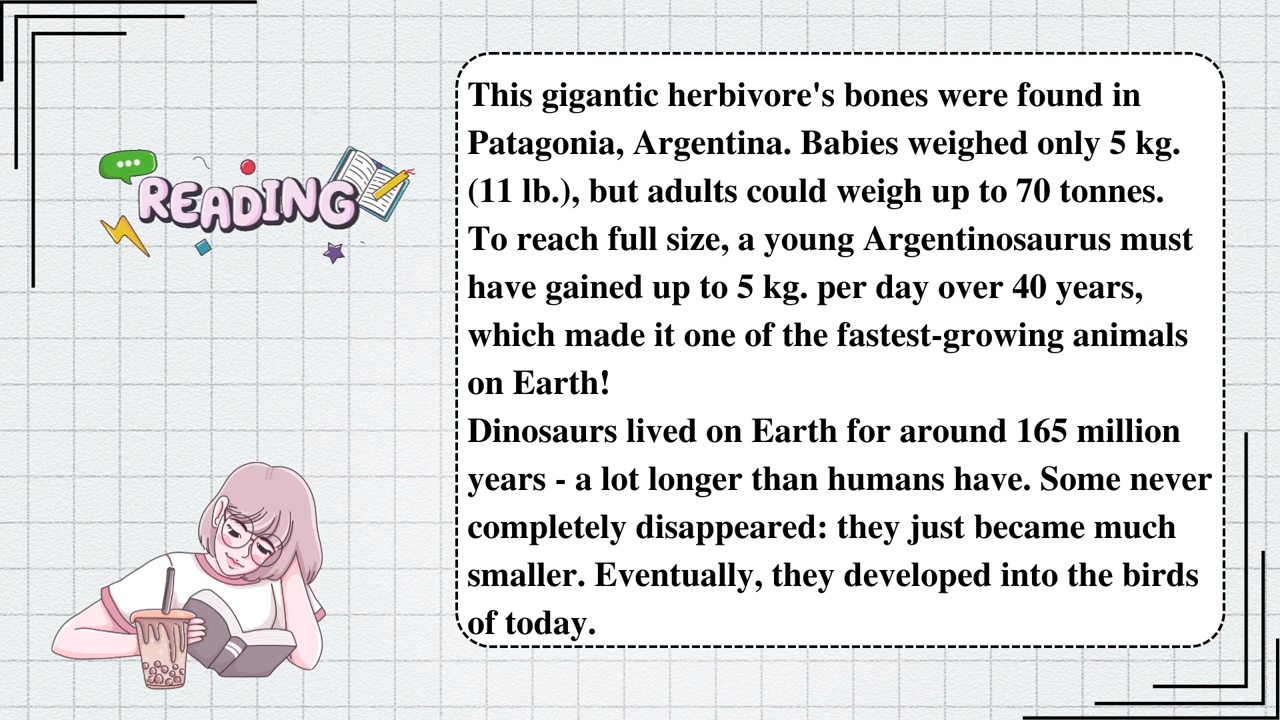 READING
This gigantic herbivore's bones were found in
Patagonia, Argentina. Babies weighed only 5 kg.
(11 lb.), but adults could weigh up to 70 tonnes.
To reach full size, a young Argentinosaurus must
have gained up to 5 kg. per day over 40 years,
which made it one of the fastest-growing animals
on Earth!
Dinosaurs lived on Earth for around 165 million
years - a lot longer than humans have. Some never
completely disappeared: they just became much
smaller. Eventually, they developed into the birds
of today.